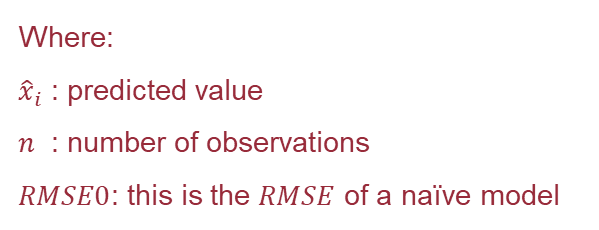 Where:
x̂ᵢ : predicted value
n : number of observations
RMSE0: this is the RMSE of a naïve model